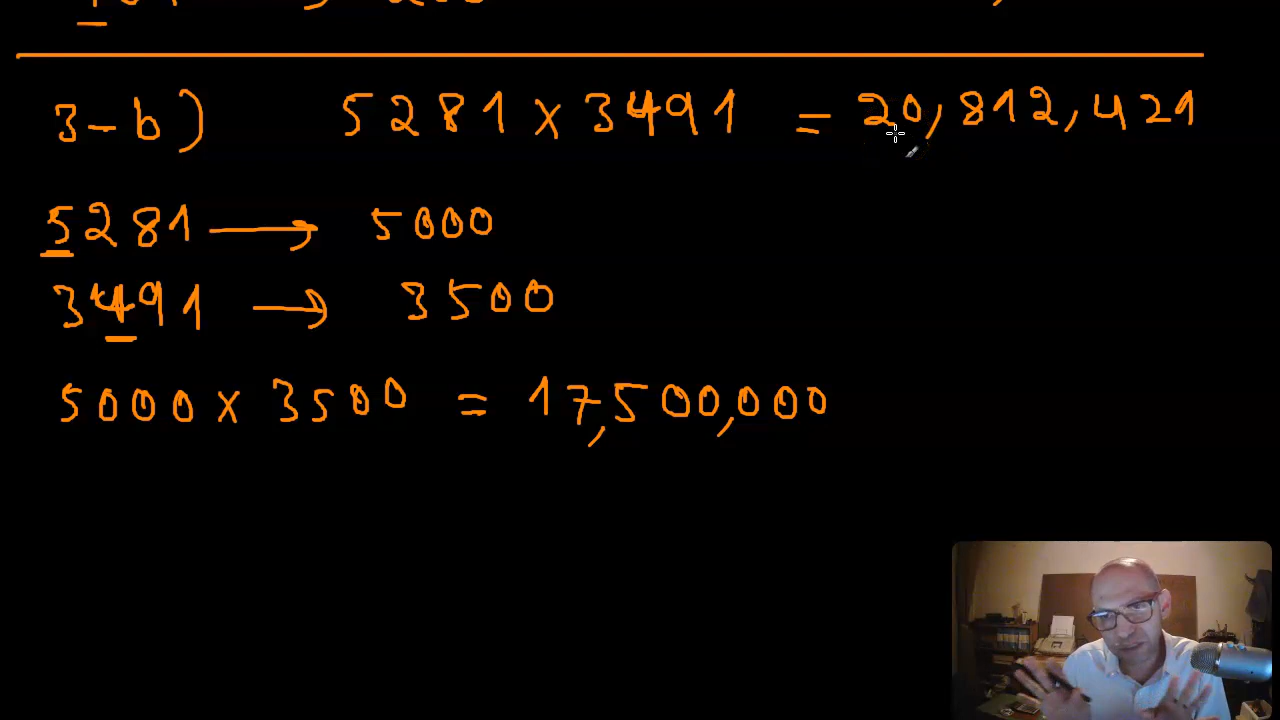 3-b) 5281 x 3491 = 20,812,421
5281 → 5000
3491 → 3500
5000 x 3500 = 17,500,000